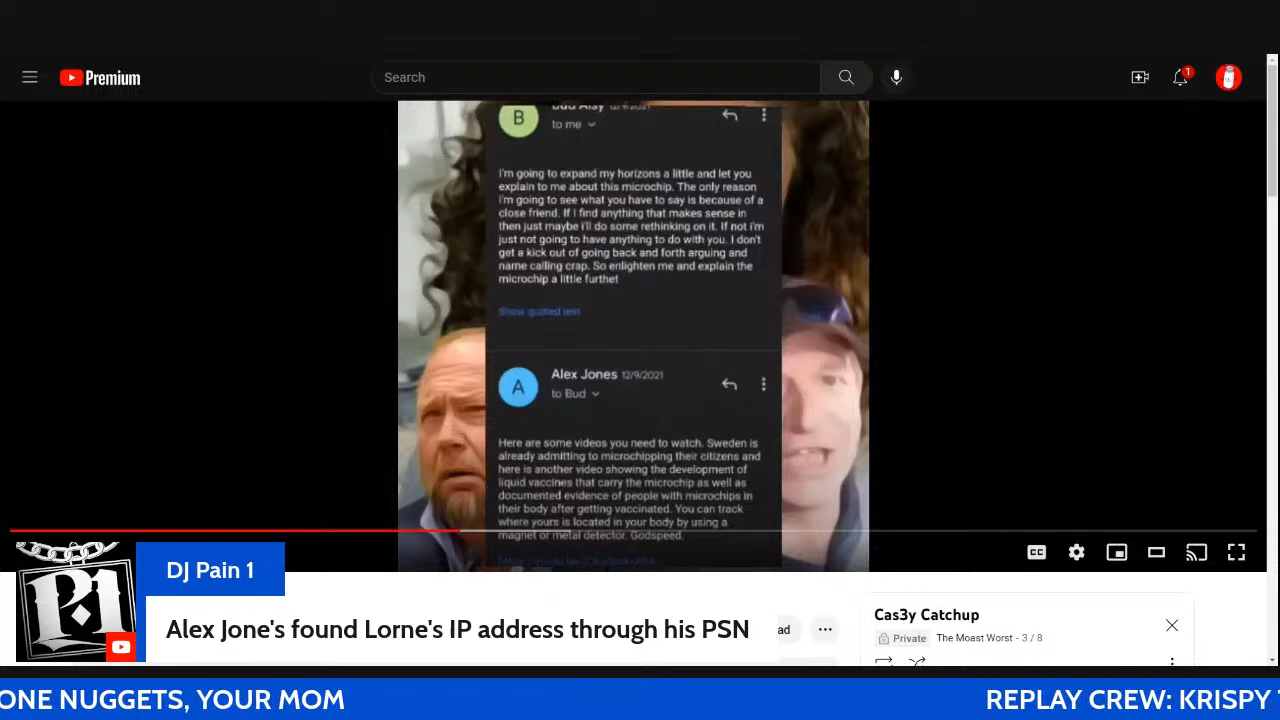 Premium
Search
1
B
Bud Aisy 12/9/2021
to me
I'm going to expand my horizons a little and let you
explain to me about this microchip. The only reason
i'm going to see what you have to say is because of a
close friend. If i find anything that makes sense in
then just maybe i'll do some rethinking on it. If not i'm
just not going to have anything to do with you. I don't
get a kick out of going back and forth arguing and
name calling crap. So enlighten me and explain the
microchip a little furthet
Show quoted text
A
Alex Jones 12/9/2021
to Bud
Here are some videos you need to watch. Sweden is
already admitting to microchipping their citizens and
here is another video showing the development of
liquid vaccines that carry the microchip as well as
documented evidence of people with microchips in
their body after getting vaccinated. You can track
where yours is located in your body by using a
magnet or metal detector. Godspeed.
CC
P1
DJ Pain 1
Alex Jone's found Lorne's IP address through his PSN
ad
Cas3y Catchup
Private The Moast Worst - 3 / 8
ONE NUGGETS, YOUR MOM
REPLAY CREW: KRISPY